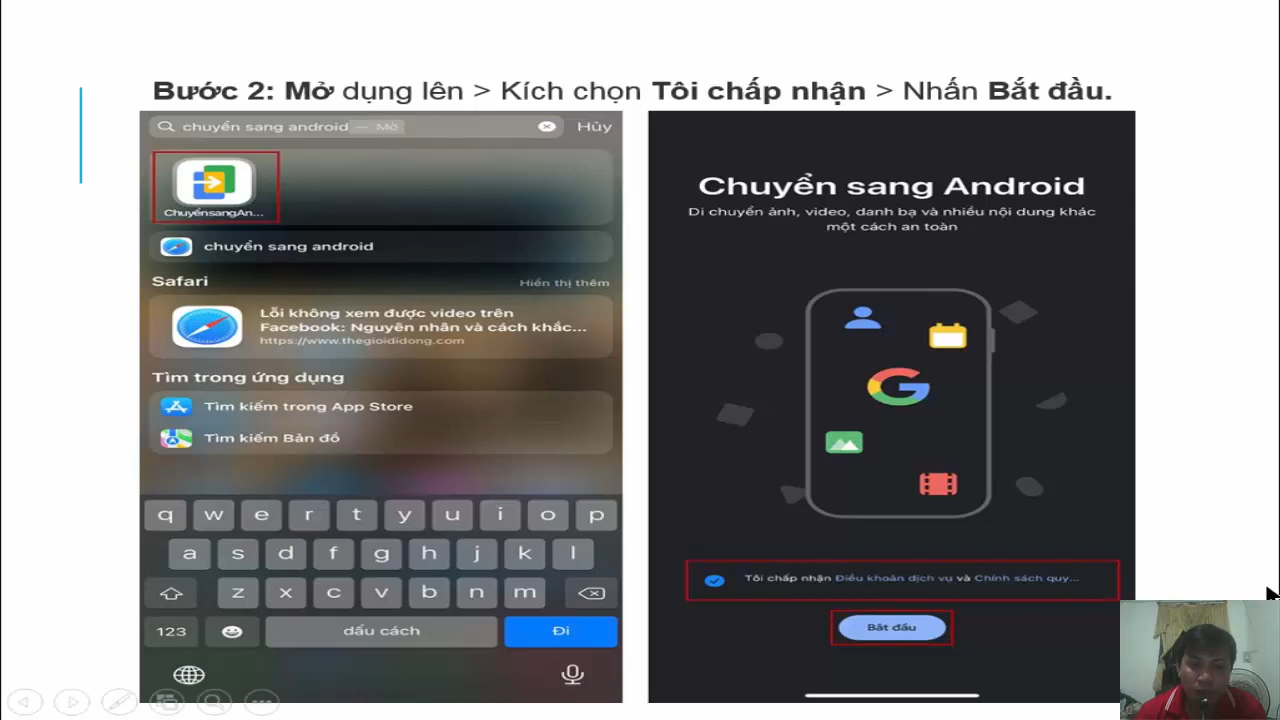 Bước 2: Mở dụng lên > Kích chọn Tôi chấp nhận > Nhấn Bắt đầu.
chuyển sang android — Mở
Hủy
ChuyểnsangAn...
chuyển sang android
Safari
Hiển thị thêm
Lỗi không xem được video trên
Facebook: Nguyên nhân và cách khắc...
https://www.thegioididong.com
Tìm trong ứng dụng
Tìm kiếm trong App Store
Tìm kiếm Bản đồ
q w e r t y u i o p
a s d f g h j k l
z x c v b n m
123 dấu cách Đi
Chuyển sang Android
Di chuyển ảnh, video, danh bạ và nhiều nội dung khác
một cách an toàn
G
Tôi chấp nhận Điều khoản dịch vụ và Chính sách quy...
Bắt đầu